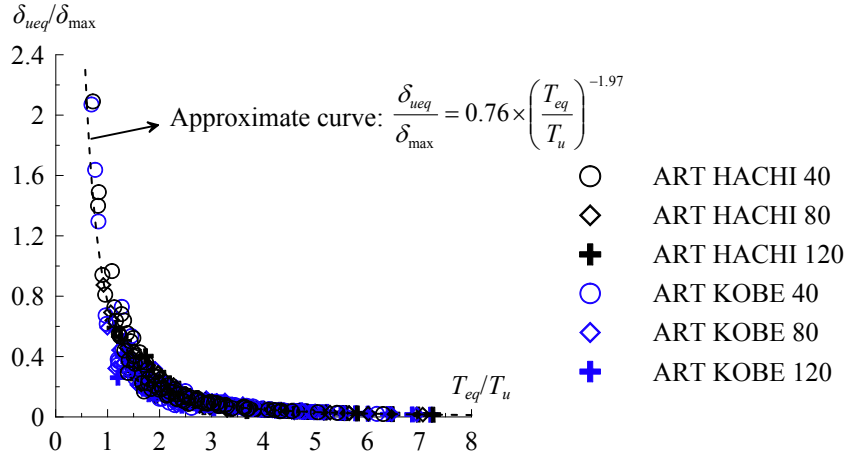 δueq/δmax
2.4
2
1.6
1.2
0.8
0.4
0
Approximate curve: δueq/δmax = 0.76 × (Teq/Tu)^-1.97
ART HACHI 40
ART HACHI 80
ART HACHI 120
ART KOBE 40
ART KOBE 80
ART KOBE 120
Teq/Tu
0 1 2 3 4 5 6 7 8